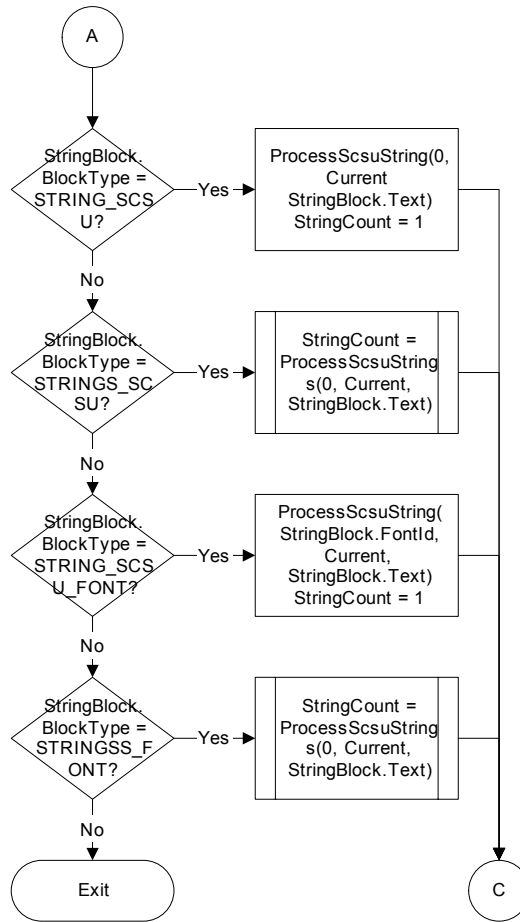 A
StringBlock.
BlockType =
STRING_SCS
U?
Yes
ProcessScsuString(0,
Current
StringBlock.Text)
StringCount = 1
No
StringBlock.
BlockType =
STRINGS_SC
SU?
Yes
StringCount =
ProcessScsuString
s(0, Current,
StringBlock.Text)
No
StringBlock.
BlockType =
STRING_SCS
U_FONT?
Yes
ProcessScsuString(
StringBlock.FontId,
Current,
StringBlock.Text)
StringCount = 1
No
StringBlock.
BlockType =
STRINGSS_F
ONT?
Yes
StringCount =
ProcessScsuString
s(0, Current,
StringBlock.Text)
No
Exit
C